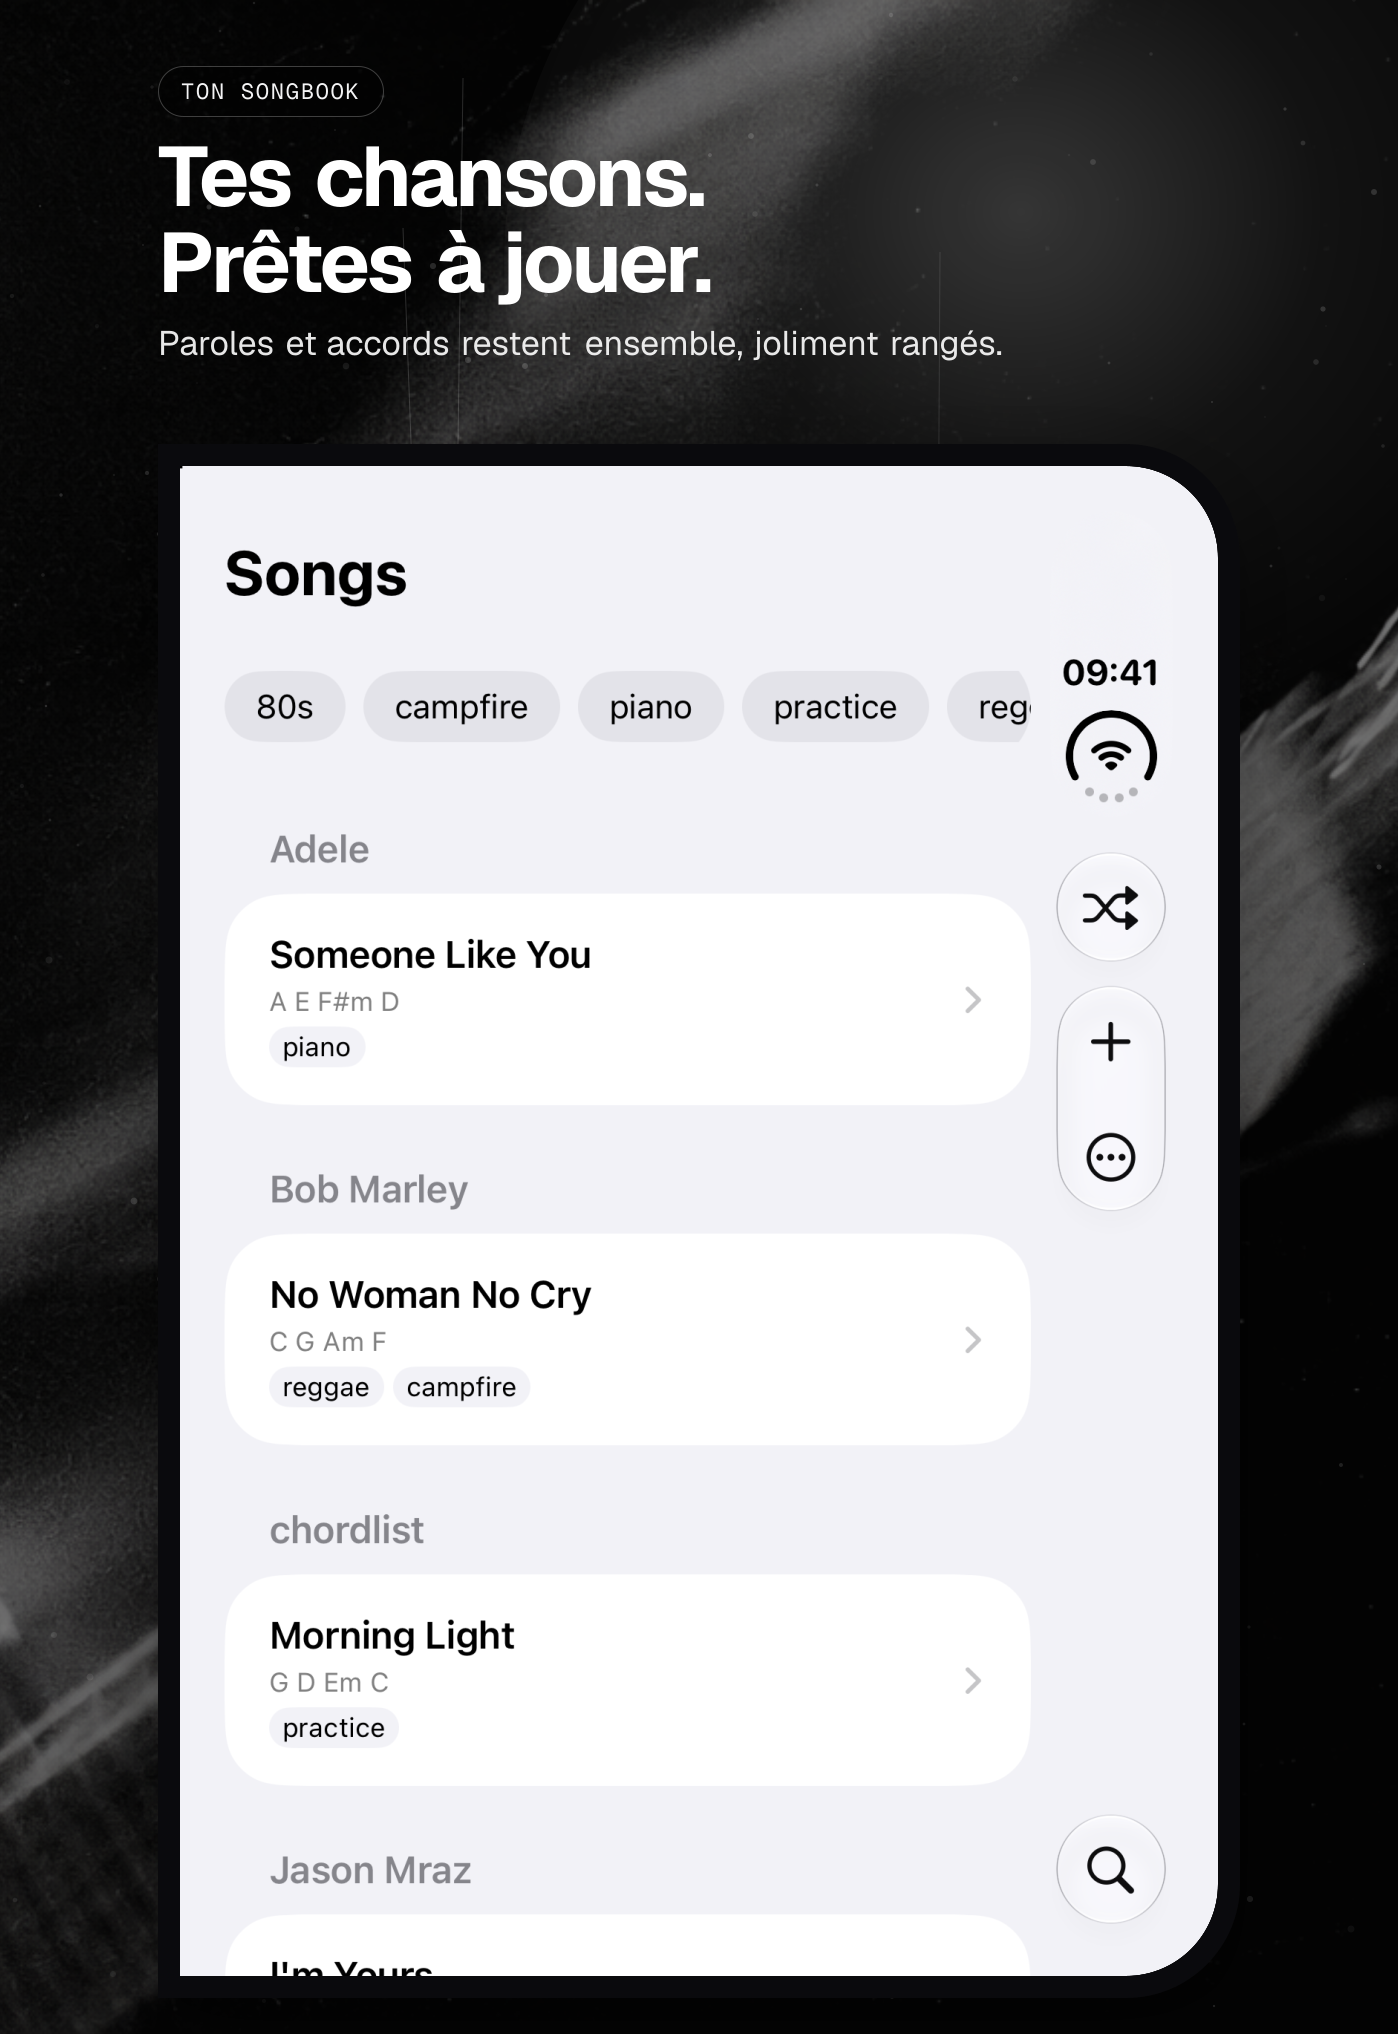 TON SONGBOOK
Tes chansons.
Prêtes à jouer.
Paroles et accords restent ensemble, joliment rangés.
Songs
09:41
80s campfire piano practice
Adele
Someone Like You
A E F#m D
piano
Bob Marley
No Woman No Cry
C G Am F
reggae campfire
chordlist
Morning Light
G D Em C
practice
Jason Mraz
I'm Yours